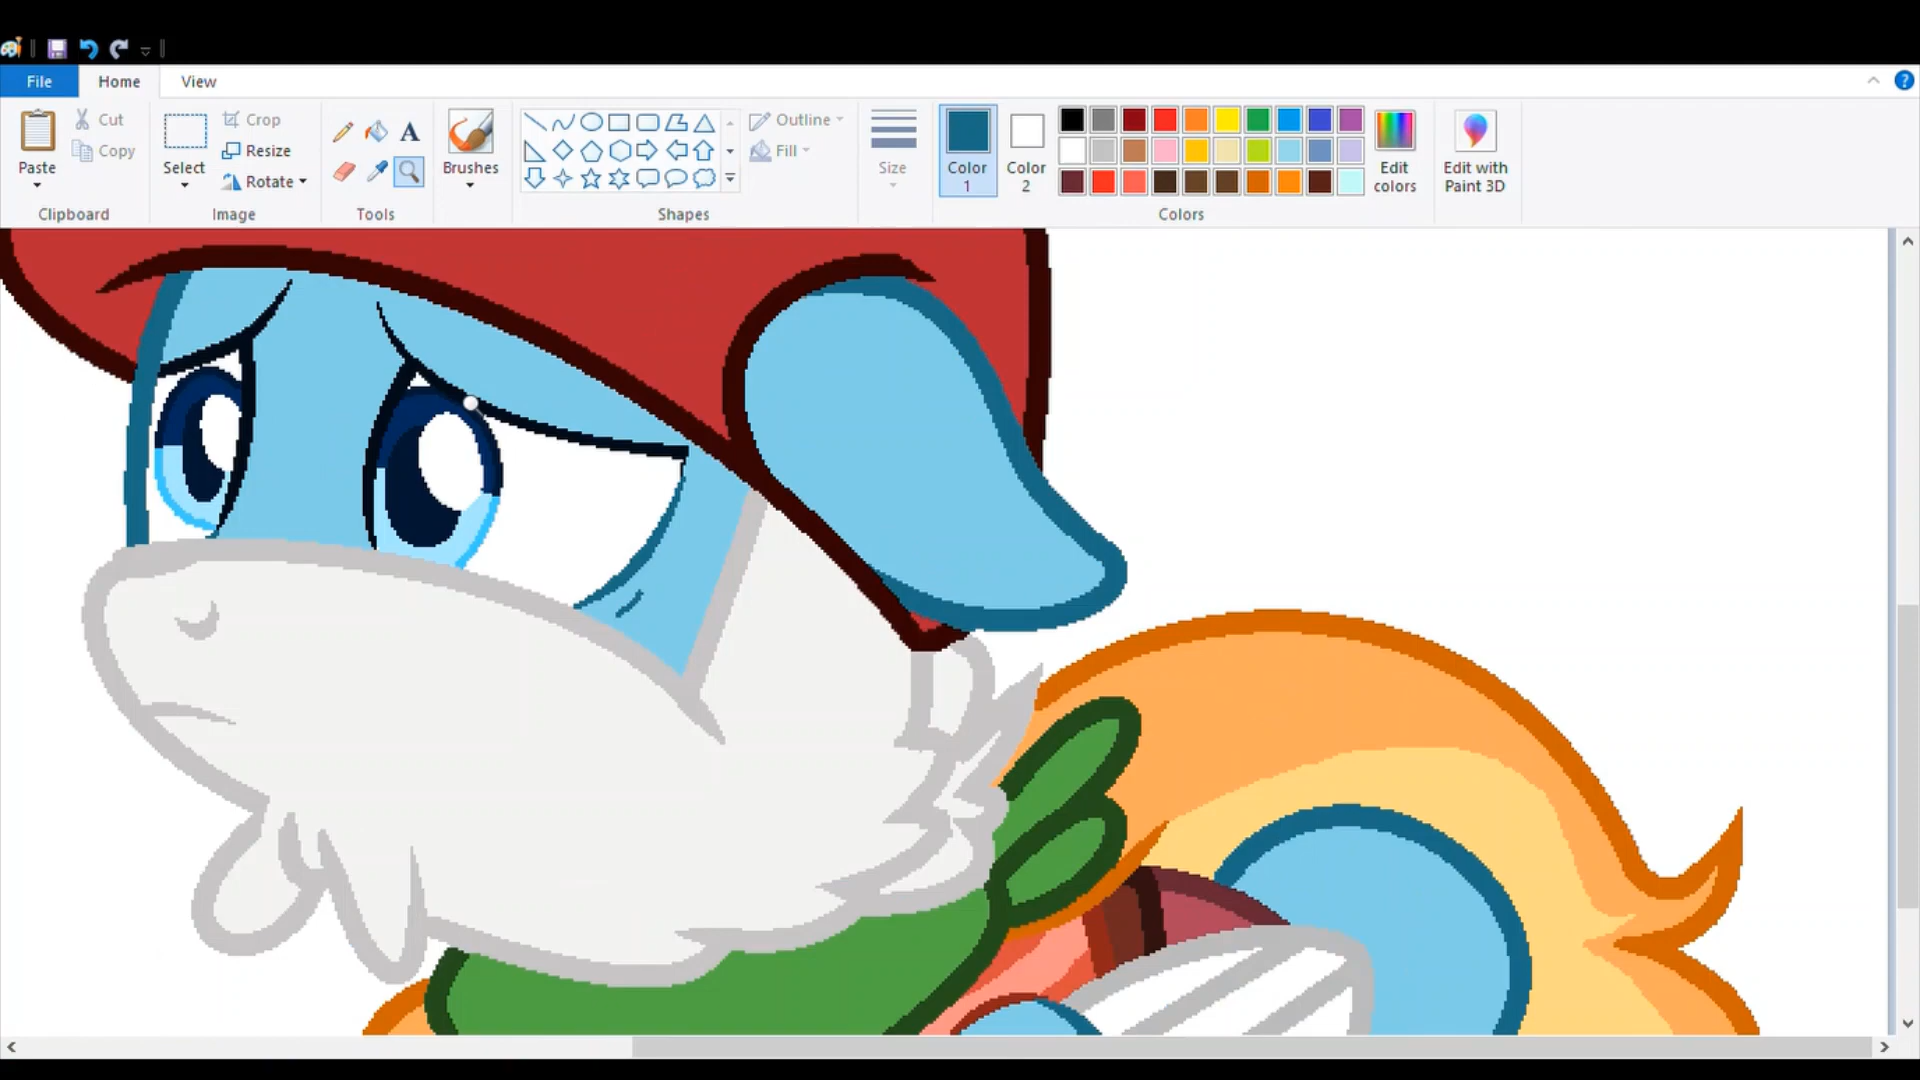 File Home View
Paste
Cut
Copy
Clipboard
Select
Crop
Resize
Rotate
Image
A
Tools
Brushes
Shapes
Outline
Fill
Size
Color
1
Color
2
Colors
Edit
colors
Edit with
Paint 3D
?